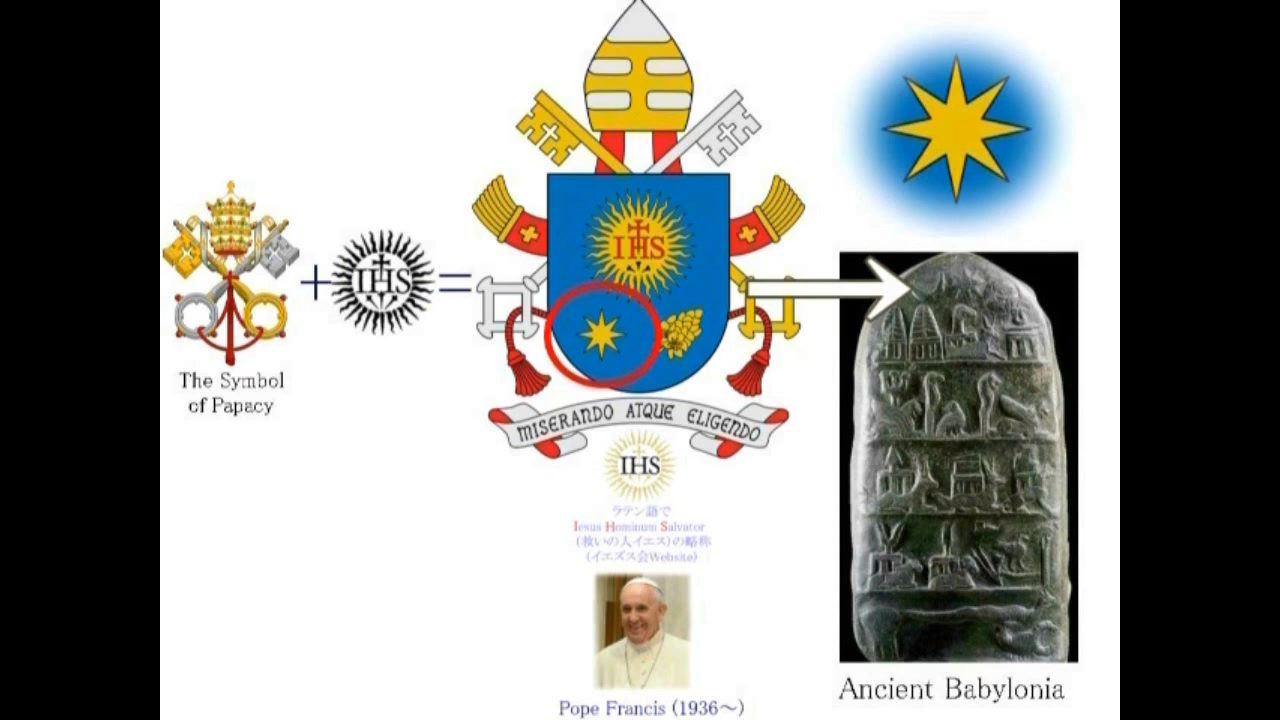 The Symbol
of Papacy
IHS
IHS
MISERANDO ATQUE ELIGENDO
IHS
ラテン語で
Iesus Hominum Salvator
(救いの人イエス)の略称
(イエズス会Website)
Pope Francis (1936～)
Ancient Babylonia